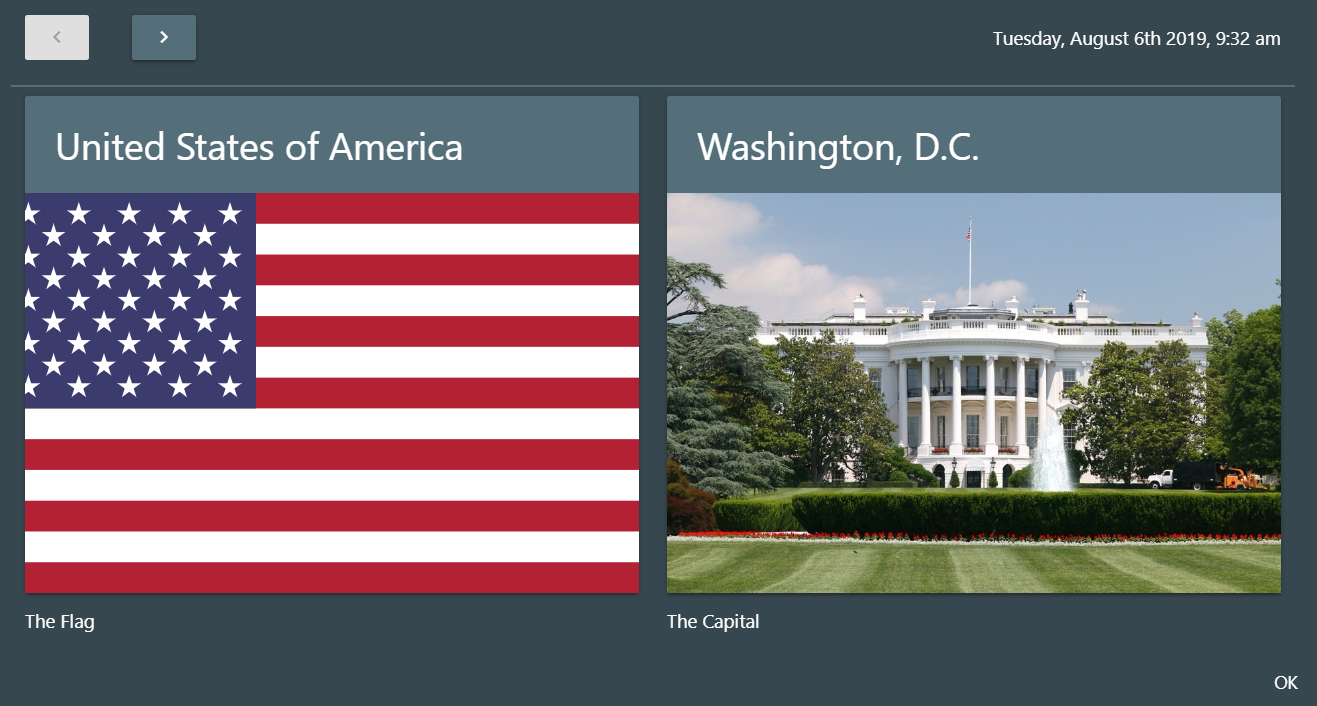 Tuesday, August 6th 2019, 9:32 am
United States of America
Washington, D.C.
The Flag
The Capital
OK